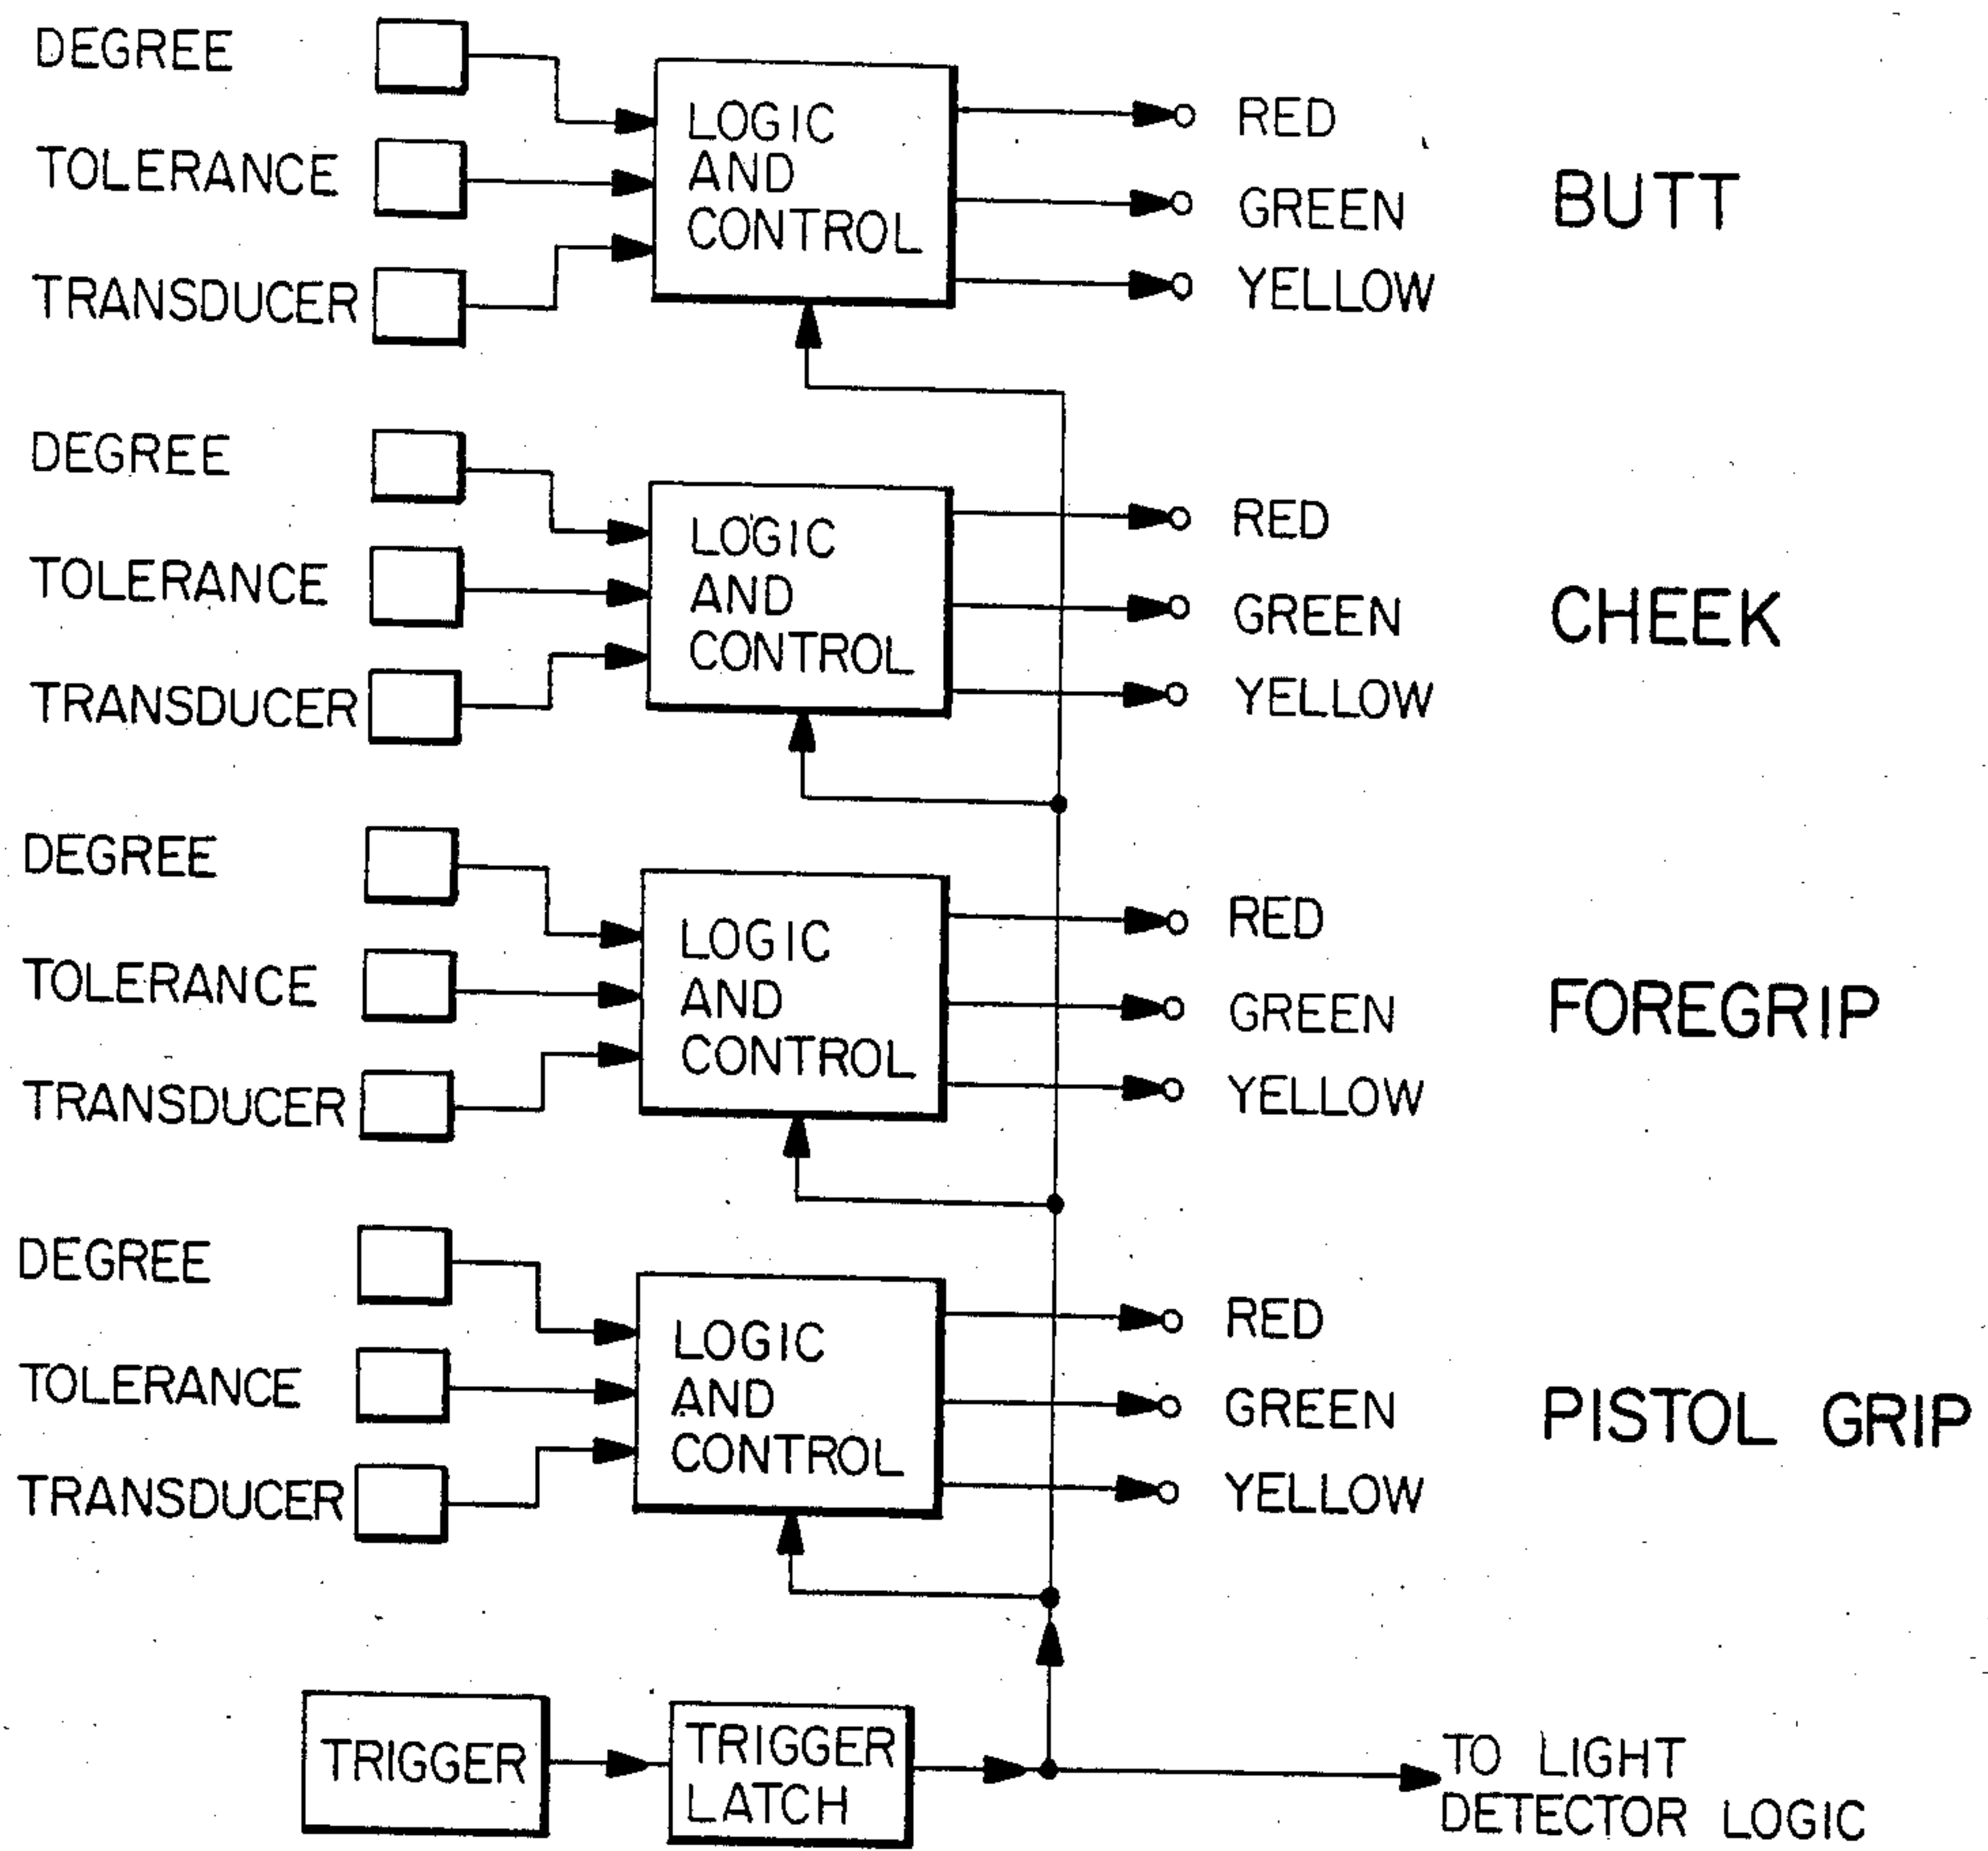 DEGREE
TOLERANCE
TRANSDUCER
LOGIC
AND
CONTROL
RED
GREEN
YELLOW
BUTT
DEGREE
TOLERANCE
TRANSDUCER
LOGIC
AND
CONTROL
RED
GREEN
YELLOW
CHEEK
DEGREE
TOLERANCE
TRANSDUCER
LOGIC
AND
CONTROL
RED
GREEN
YELLOW
FOREGRIP
DEGREE
TOLERANCE
TRANSDUCER
LOGIC
AND
CONTROL
RED
GREEN
YELLOW
PISTOL GRIP
TRIGGER
TRIGGER
LATCH
TO LIGHT
DETECTOR LOGIC